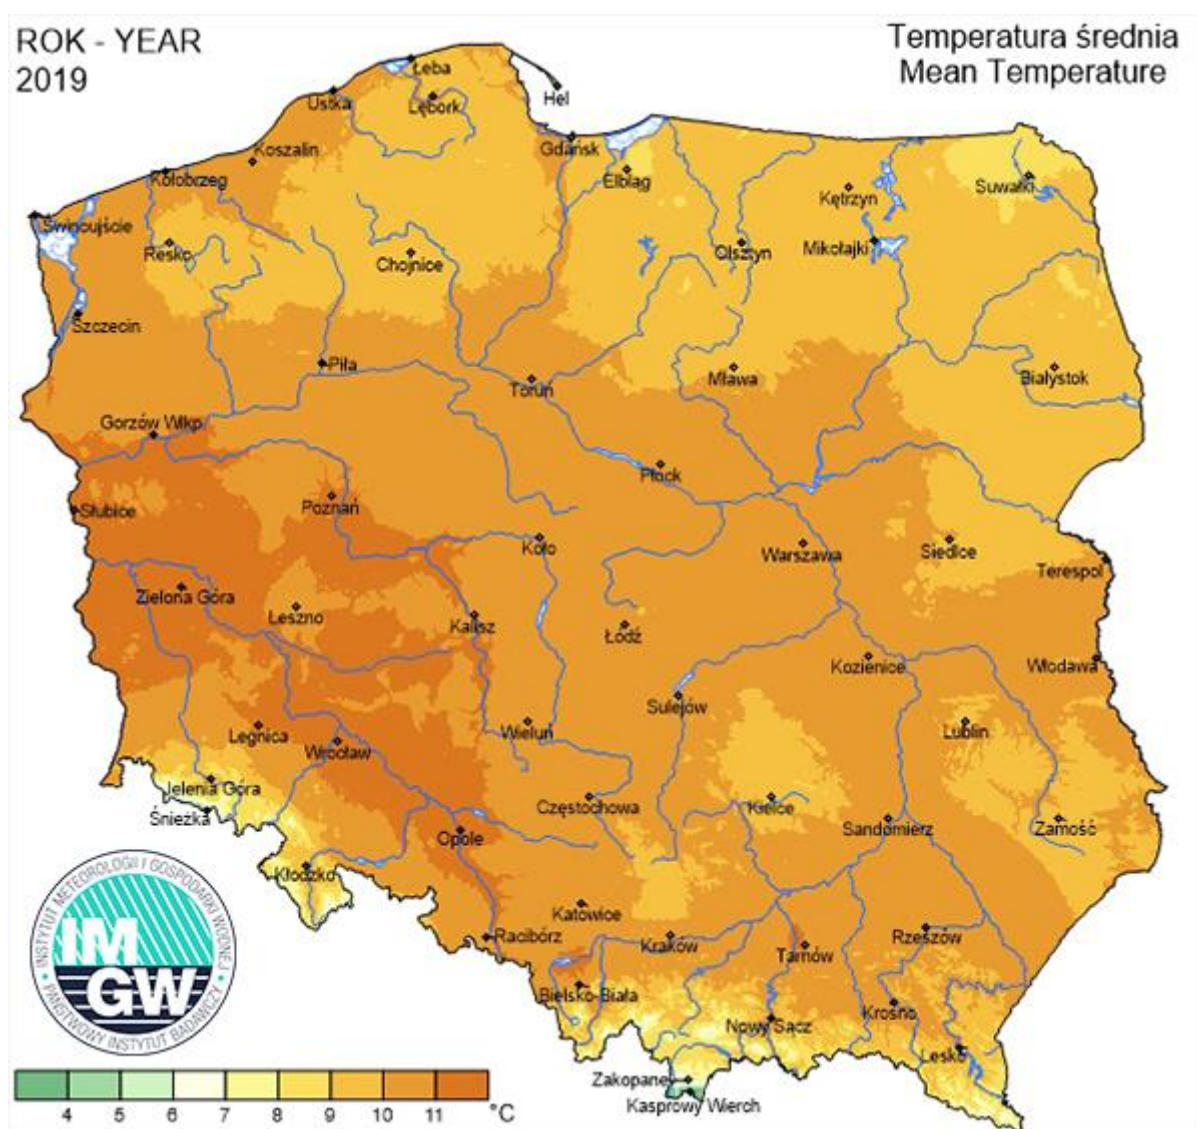 ROK - YEAR
2019
Temperatura średnia
Mean Temperature
Łeba
Hel
Ustka
Lębork
Gdańsk
Koszalin
Kołobrzeg
Elbląg
Suwałki
Kętrzyn
Świnoujście
Resko
Chojnice
Olsztyn
Mikołajki
Szczecin
Piła
Toruń
Mława
Białystok
Gorzów Wlkp
Płock
Słubice
Poznań
Koło
Warszawa
Siedlce
Terespol
Zielona Góra
Leszno
Kalisz
Łódź
Kozienice
Włodawa
Sulejów
Legnica
Wrocław
Wieluń
Lublin
Jelenia Góra
Śnieżka
Częstochowa
Kielce
Sandomierz
Zamość
Opole
Kłodzko
Katowice
Racibórz
Kraków
Tarnów
Rzeszów
Bielsko-Biała
Nowy Sącz
Krosno
Lesko
Zakopane
Kasprowy Wierch
INSTYTUT METEOROLOGII I GOSPODARKI WODNEJ
PAŃSTWOWY INSTYTUT BADAWCZY
IM
GW
4 5 6 7 8 9 10 11 °C